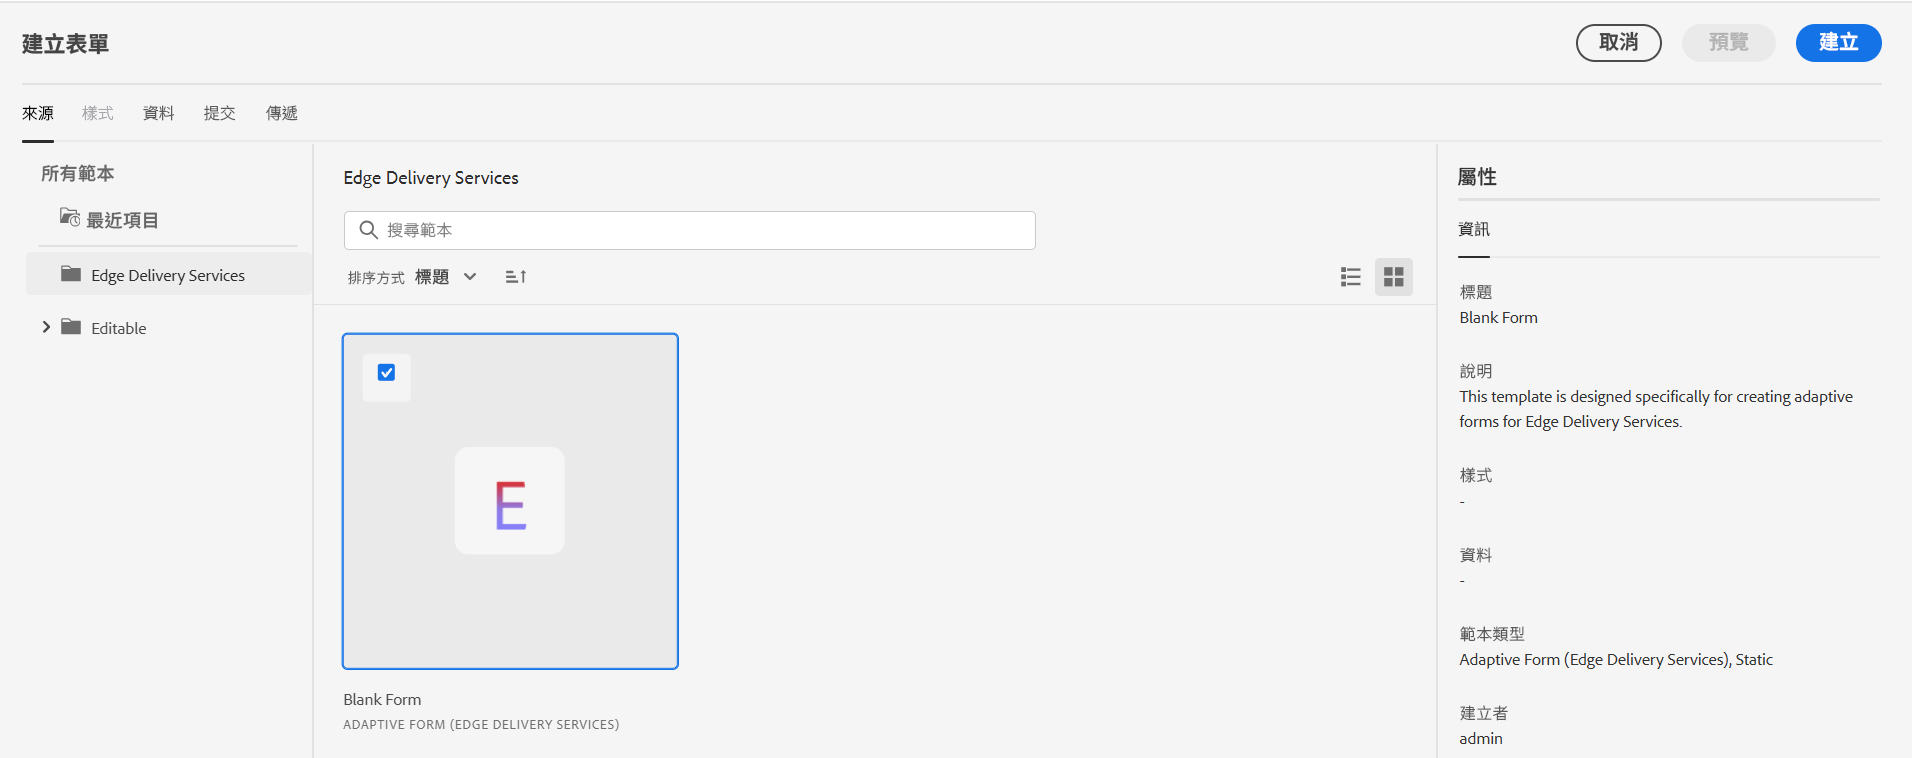 建立表單
取消
預覽
建立
來源
樣式
資料
提交
傳遞
所有範本
最近項目
Edge Delivery Services
Editable
Edge Delivery Services
搜尋範本
排序方式 標題
E
Blank Form
ADAPTIVE FORM (EDGE DELIVERY SERVICES)
屬性
資訊
標題
Blank Form
說明
This template is designed specifically for creating adaptive
forms for Edge Delivery Services.
樣式
-
資料
-
範本類型
Adaptive Form (Edge Delivery Services), Static
建立者
admin